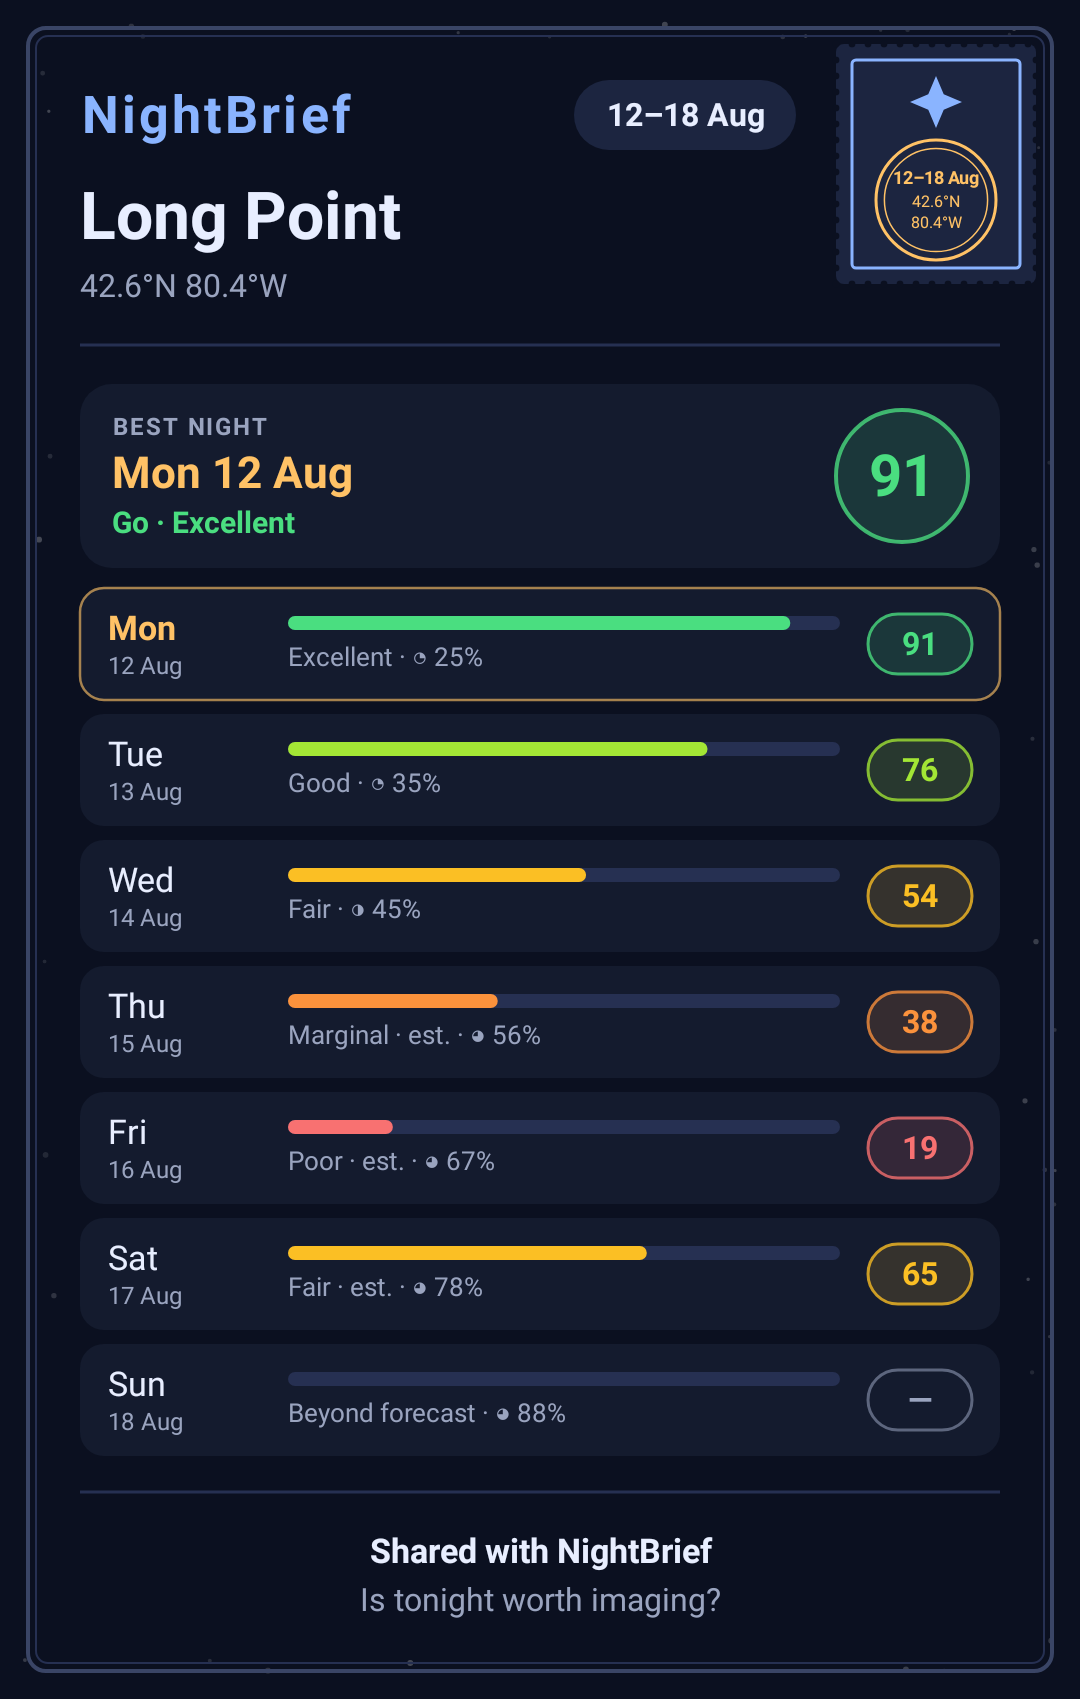 NightBrief
12–18 Aug
12–18 Aug
42.6°N
80.4°W
Long Point
42.6°N 80.4°W
BEST NIGHT
Mon 12 Aug
Go · Excellent
91
Mon
12 Aug
Excellent · ◔ 25%
91
Tue
13 Aug
Good · ◔ 35%
76
Wed
14 Aug
Fair · ◑ 45%
54
Thu
15 Aug
Marginal · est. · ◕ 56%
38
Fri
16 Aug
Poor · est. · ◕ 67%
19
Sat
17 Aug
Fair · est. · ◕ 78%
65
Sun
18 Aug
Beyond forecast · ◕ 88%
–
Shared with NightBrief
Is tonight worth imaging?